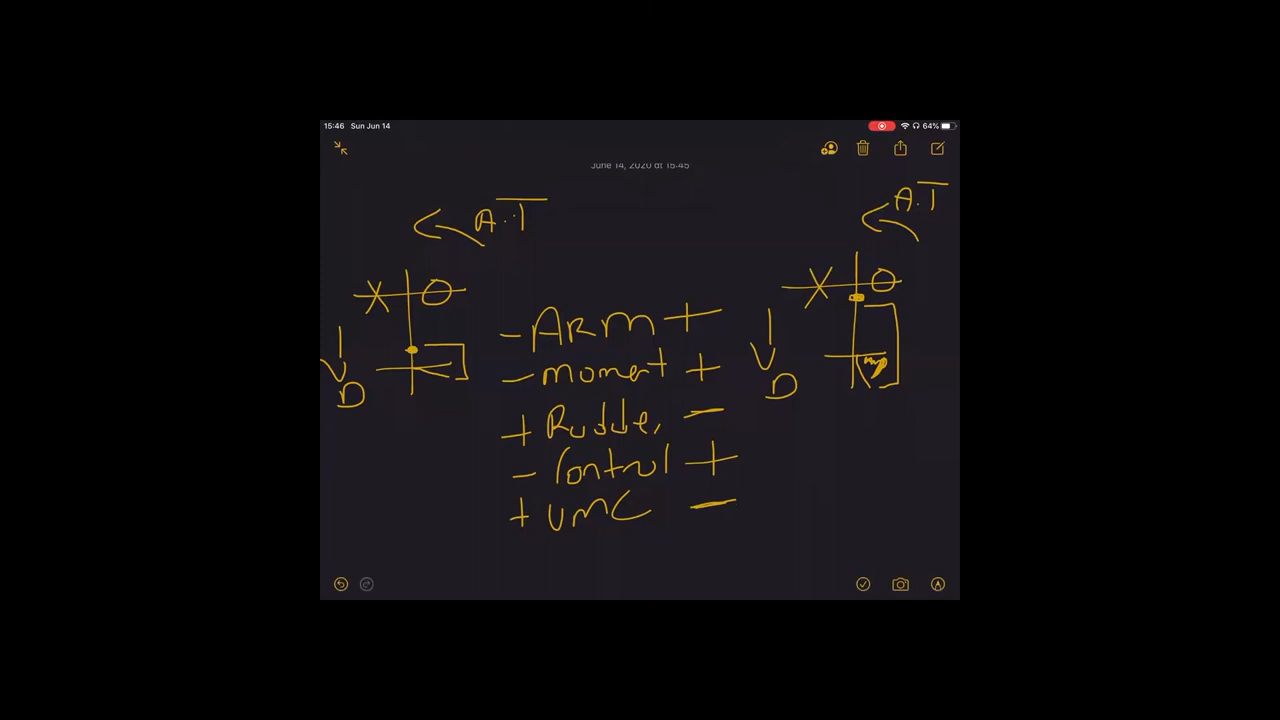 15:46 Sun Jun 14 64%
June 14, 2020 at 15:45
A.T
A.T
- ARM +
- moment +
+ Rudder -
- Control +
+ VMC -
D
D